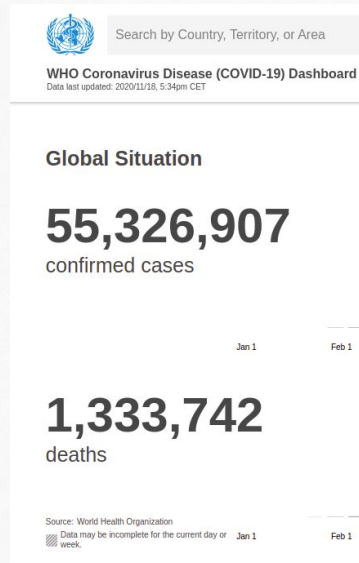 Search by Country, Territory, or Area
WHO Coronavirus Disease (COVID-19) Dashboard
Data last updated: 2020/11/18, 5:34pm CET
Global Situation
55,326,907
confirmed cases
Jan 1
Feb 1
1,333,742
deaths
Source: World Health Organization
Data may be incomplete for the current day or
week.
Jan 1
Feb 1